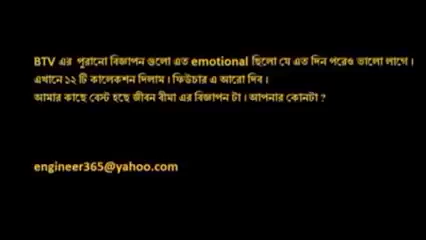 BTV এর পুরানো বিজ্ঞাপন গুলো এত emotional ছিলো যে এত দিন পরেও ভালো লাগে।
এখানে ১২ টি কালেকশন দিলাম। ফিউচার এ আরো দিব।
আমার কাছে বেস্ট হছে জীবন বীমা এর বিজ্ঞাপন টা। আপনার কোনটা ?
engineer365@yahoo.com